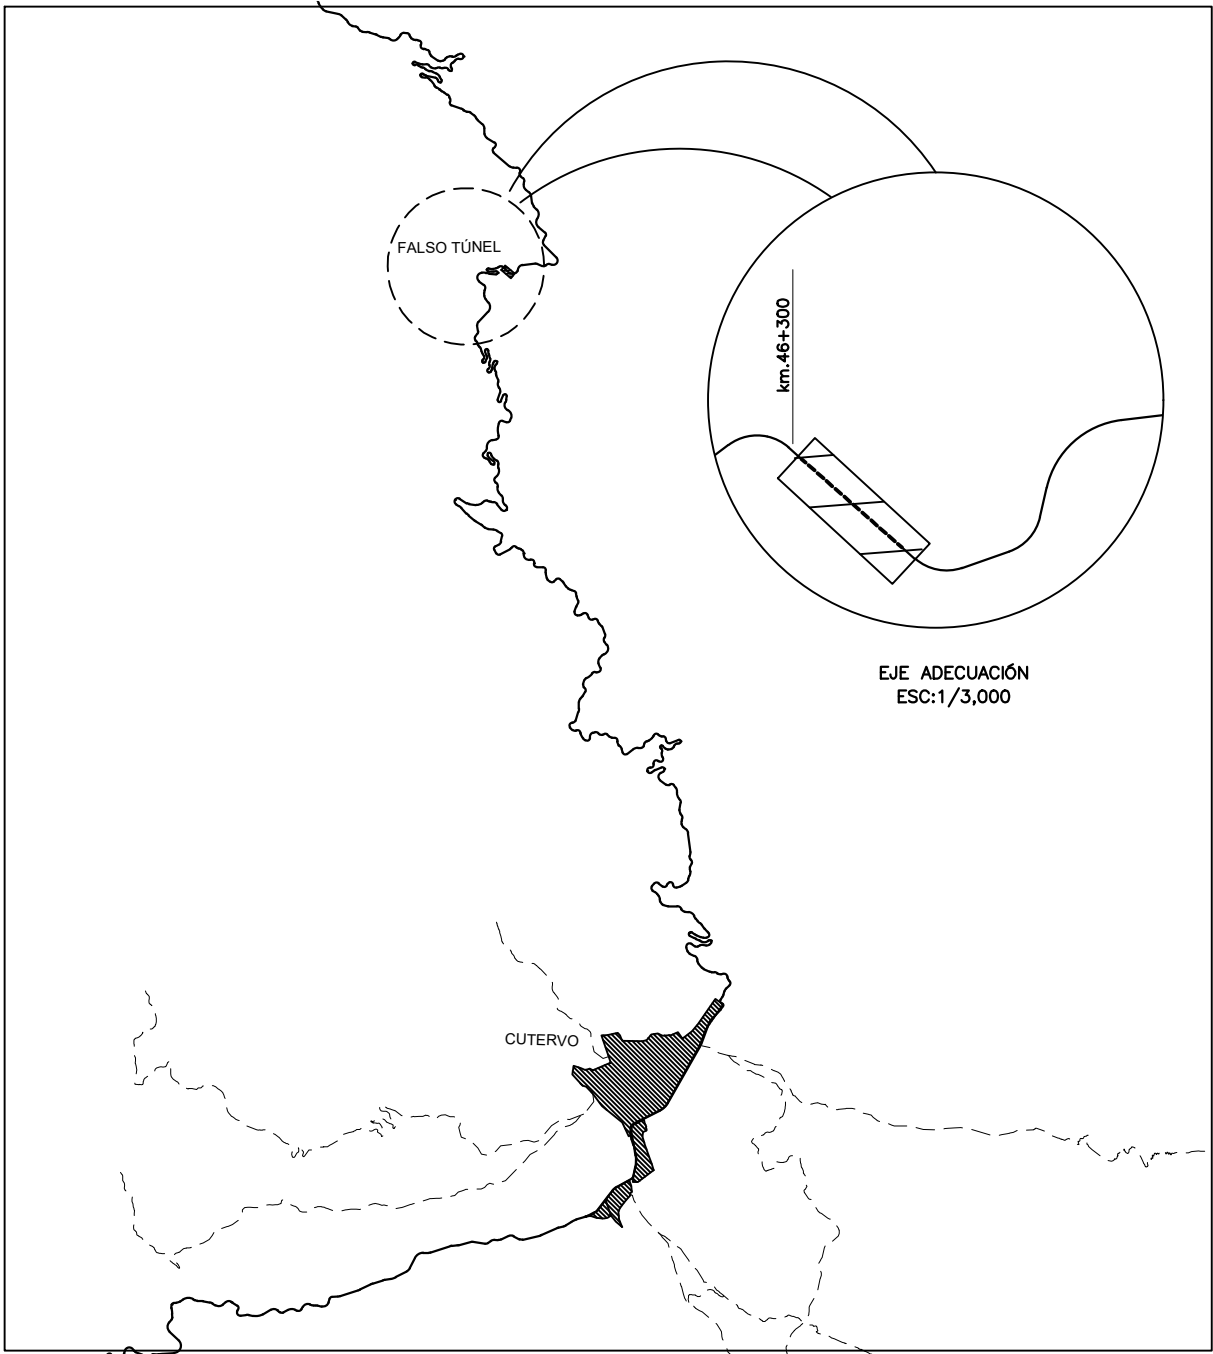 FALSO TÚNEL
km.46+300
EJE ADECUACIÓN
ESC:1/3,000
CUTERVO